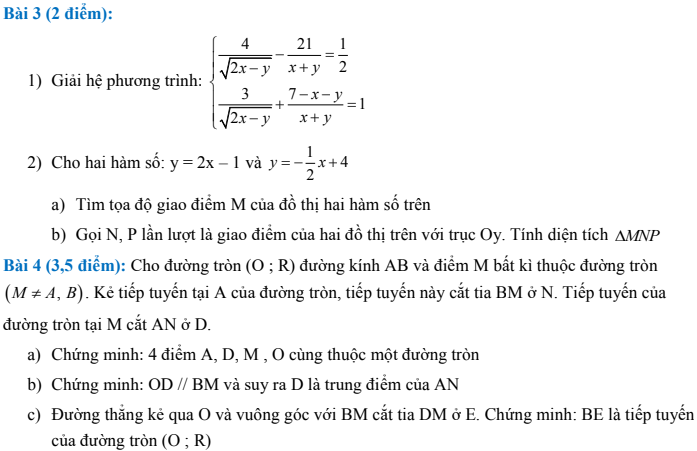 Bài 3 (2 điểm):
1) Giải hệ phương trình: { 4/√(2x − y) − 21/(x + y) = 1/2
3/√(2x − y) + (7 − x − y)/(x + y) = 1
2) Cho hai hàm số: y = 2x – 1 và y = −1/2 x + 4
a) Tìm tọa độ giao điểm M của đồ thị hai hàm số trên
b) Gọi N, P lần lượt là giao điểm của hai đồ thị trên với trục Oy. Tính diện tích ΔMNP
Bài 4 (3,5 điểm): Cho đường tròn (O ; R) đường kính AB và điểm M bất kì thuộc đường tròn
(M ≠ A, B). Kẻ tiếp tuyến tại A của đường tròn, tiếp tuyến này cắt tia BM ở N. Tiếp tuyến của
đường tròn tại M cắt AN ở D.
a) Chứng minh: 4 điểm A, D, M , O cùng thuộc một đường tròn
b) Chứng minh: OD // BM và suy ra D là trung điểm của AN
c) Đường thẳng kẻ qua O và vuông góc với BM cắt tia DM ở E. Chứng minh: BE là tiếp tuyến
của đường tròn (O ; R)